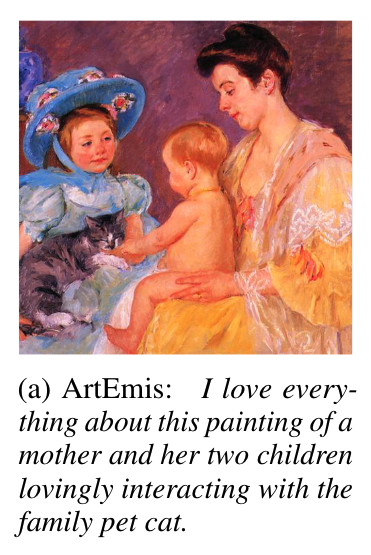 (a) ArtEmis: I love every-
thing about this painting of a
mother and her two children
lovingly interacting with the
family pet cat.